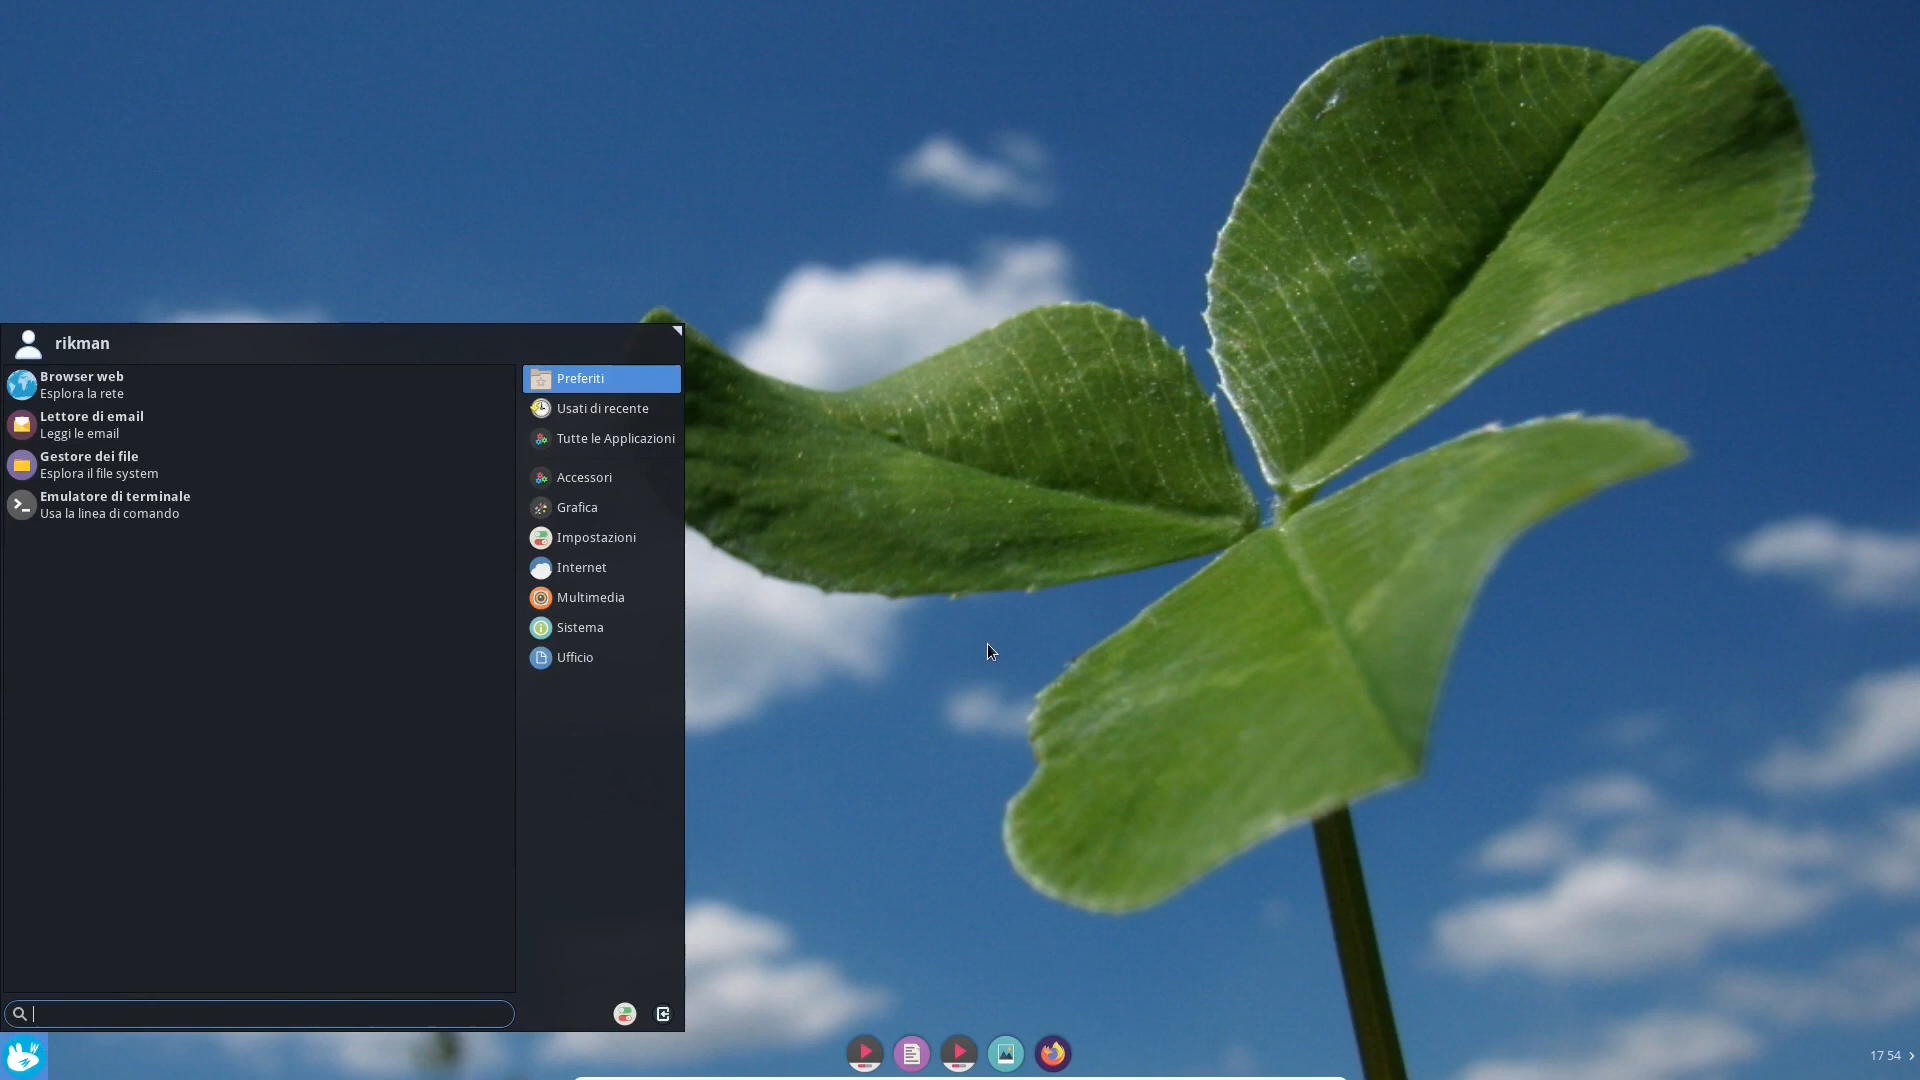 rikman
Browser web
Esplora la rete
Lettore di email
Leggi le email
Gestore dei file
Esplora il file system
Emulatore di terminale
Usa la linea di comando
Preferiti
Usati di recente
Tutte le Applicazioni
Accessori
Grafica
Impostazioni
Internet
Multimedia
Sistema
Ufficio
W
17 54